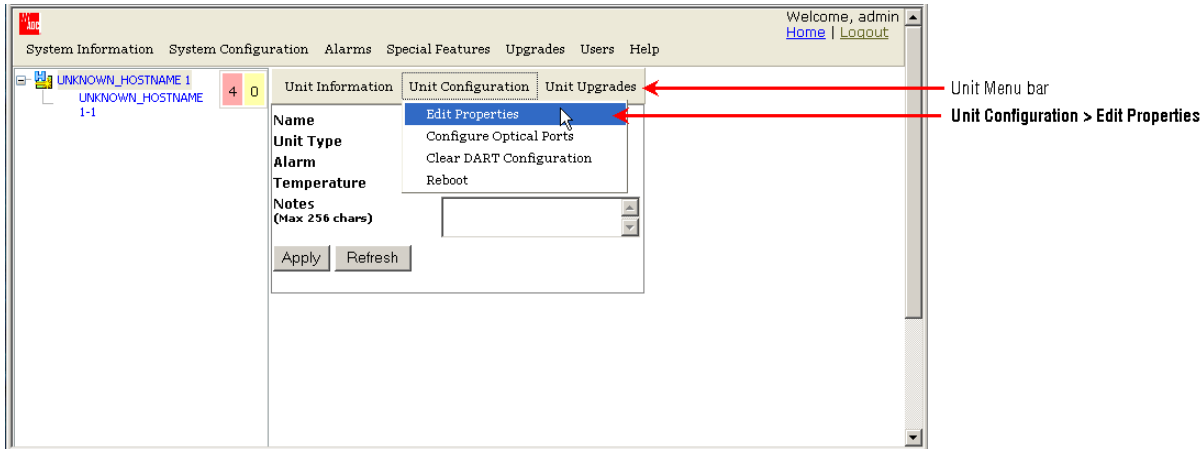 ABC
Welcome, admin
Home | Logout
System Information System Configuration Alarms Special Features Upgrades Users Help
UNKNOWN_HOSTNAME 1
UNKNOWN_HOSTNAME
1-1
4 0
Unit Information Unit Configuration Unit Upgrades
Unit Menu bar
Edit Properties
Unit Configuration > Edit Properties
Configure Optical Ports
Clear DART Configuration
Reboot
Name
Unit Type
Alarm
Temperature
Notes
(Max 256 chars)
Apply Refresh